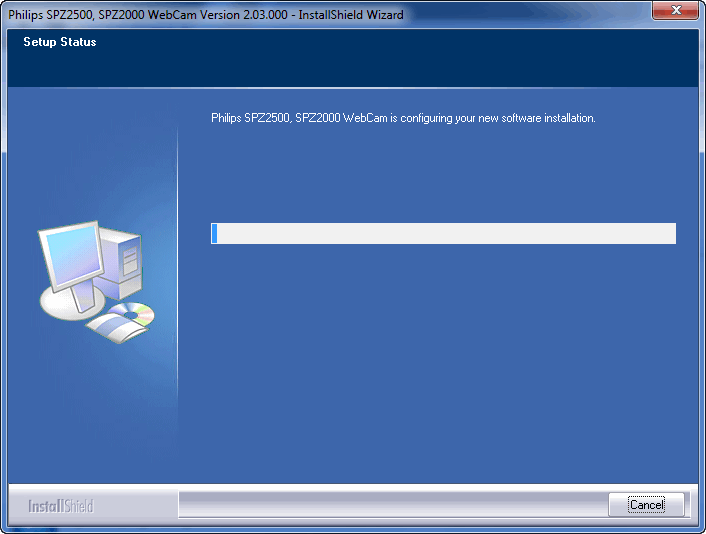 Philips SPZ2500, SPZ2000 WebCam Version 2.03.000 - InstallShield Wizard
Setup Status
Philips SPZ2500, SPZ2000 WebCam is configuring your new software installation.
InstallShield
Cancel